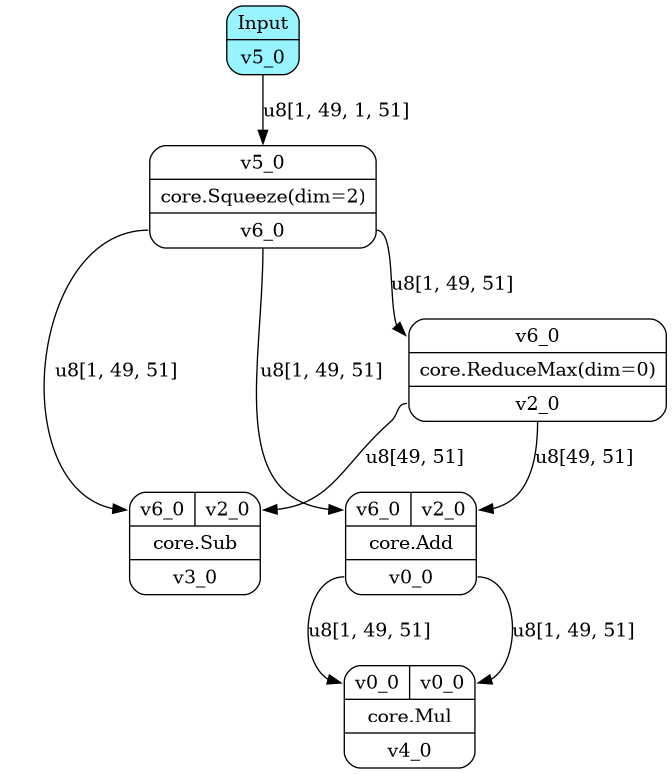 Input
v5_0
u8[1, 49, 1, 51]
v5_0
core.Squeeze(dim=2)
v6_0
u8[1, 49, 51]
v6_0
core.ReduceMax(dim=0)
v2_0
u8[1, 49, 51]
u8[1, 49, 51]
u8[49, 51]
u8[49, 51]
v6_0 v2_0
core.Sub
v3_0
v6_0 v2_0
core.Add
v0_0
u8[1, 49, 51]
u8[1, 49, 51]
v0_0 v0_0
core.Mul
v4_0